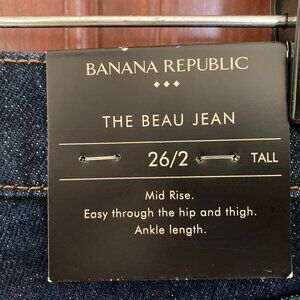 BANANA REPUBLIC
THE BEAU JEAN
26/2 TALL
Mid Rise.
Easy through the hip and thigh.
Ankle length.